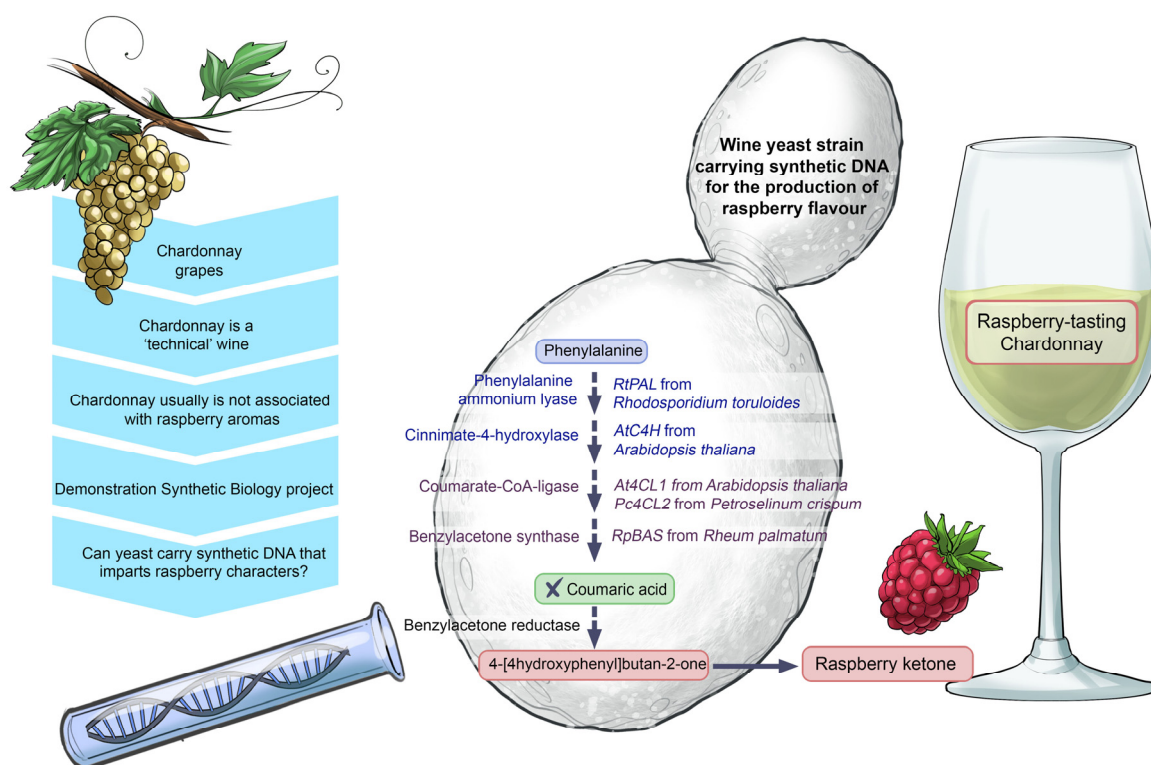 Chardonnay
grapes
Chardonnay is a
‘technical’ wine
Chardonnay usually is not associated
with raspberry aromas
Demonstration Synthetic Biology project
Can yeast carry synthetic DNA that
imparts raspberry characters?
Wine yeast strain
carrying synthetic DNA
for the production of
raspberry flavour
Phenylalanine
Phenylalanine
ammonium lyase
RtPAL from
Rhodosporidium toruloides
Cinnimate-4-hydroxylase
AtC4H from
Arabidopsis thaliana
Coumarate-CoA-ligase
At4CL1 from Arabidopsis thaliana
Pc4CL2 from Petroselinum crispum
Benzylacetone synthase
RpBAS from Rheum palmatum
✘ Coumaric acid
Benzylacetone reductase
4-[4hydroxyphenyl]butan-2-one
Raspberry ketone
Raspberry-tasting
Chardonnay